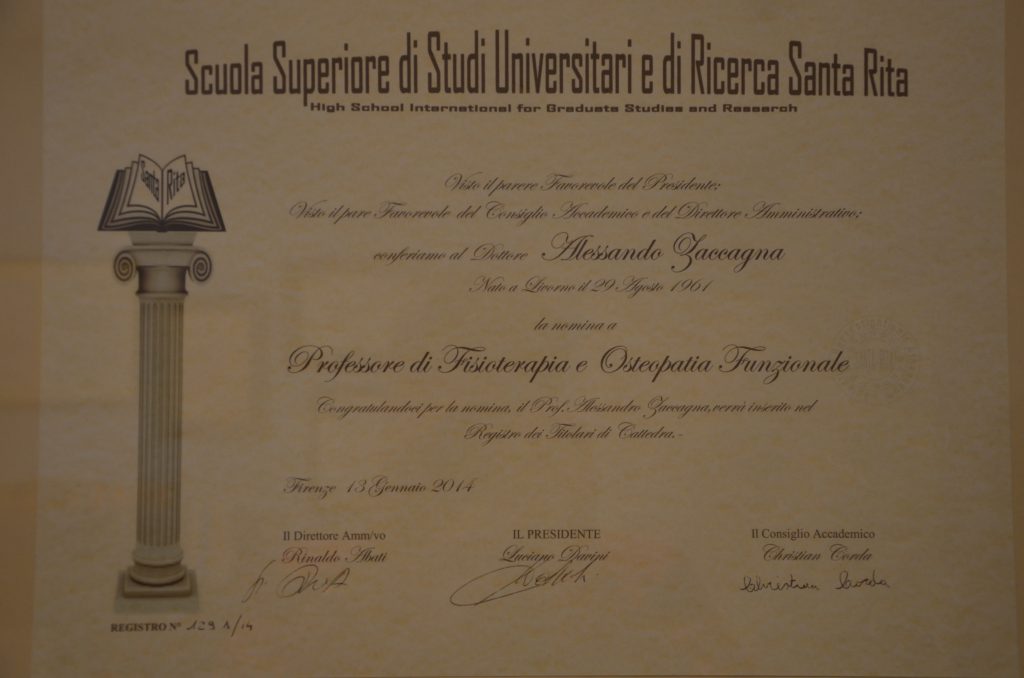 Scuola Superiore di Studi Universitari e di Ricerca Santa Rita
High School International for Graduate Studies and Research
Santa Rita
Visto il parere Favorevole del Presidente;
Visto il pare Favorevole del Consiglio Accademico e del Direttore Amministrativo;
conferiamo al Dottore Alessando Zaccagna
Nato a Livorno il 29 Agosto 1961
la nomina a
Professore di Fisioterapia e Osteopatia Funzionale
Congratulandoci per la nomina, il Prof. Alessandro Zaccagna, verrà inserito nel
Registro dei Titolari di Cattedra.-
Firenze 13 Gennaio 2014
Il Direttore Amm/vo IL PRESIDENTE Il Consiglio Accademico
Rinaldo Abati Luciano Christian Corda
Christian Corda
REGISTRO N° 129 A/14